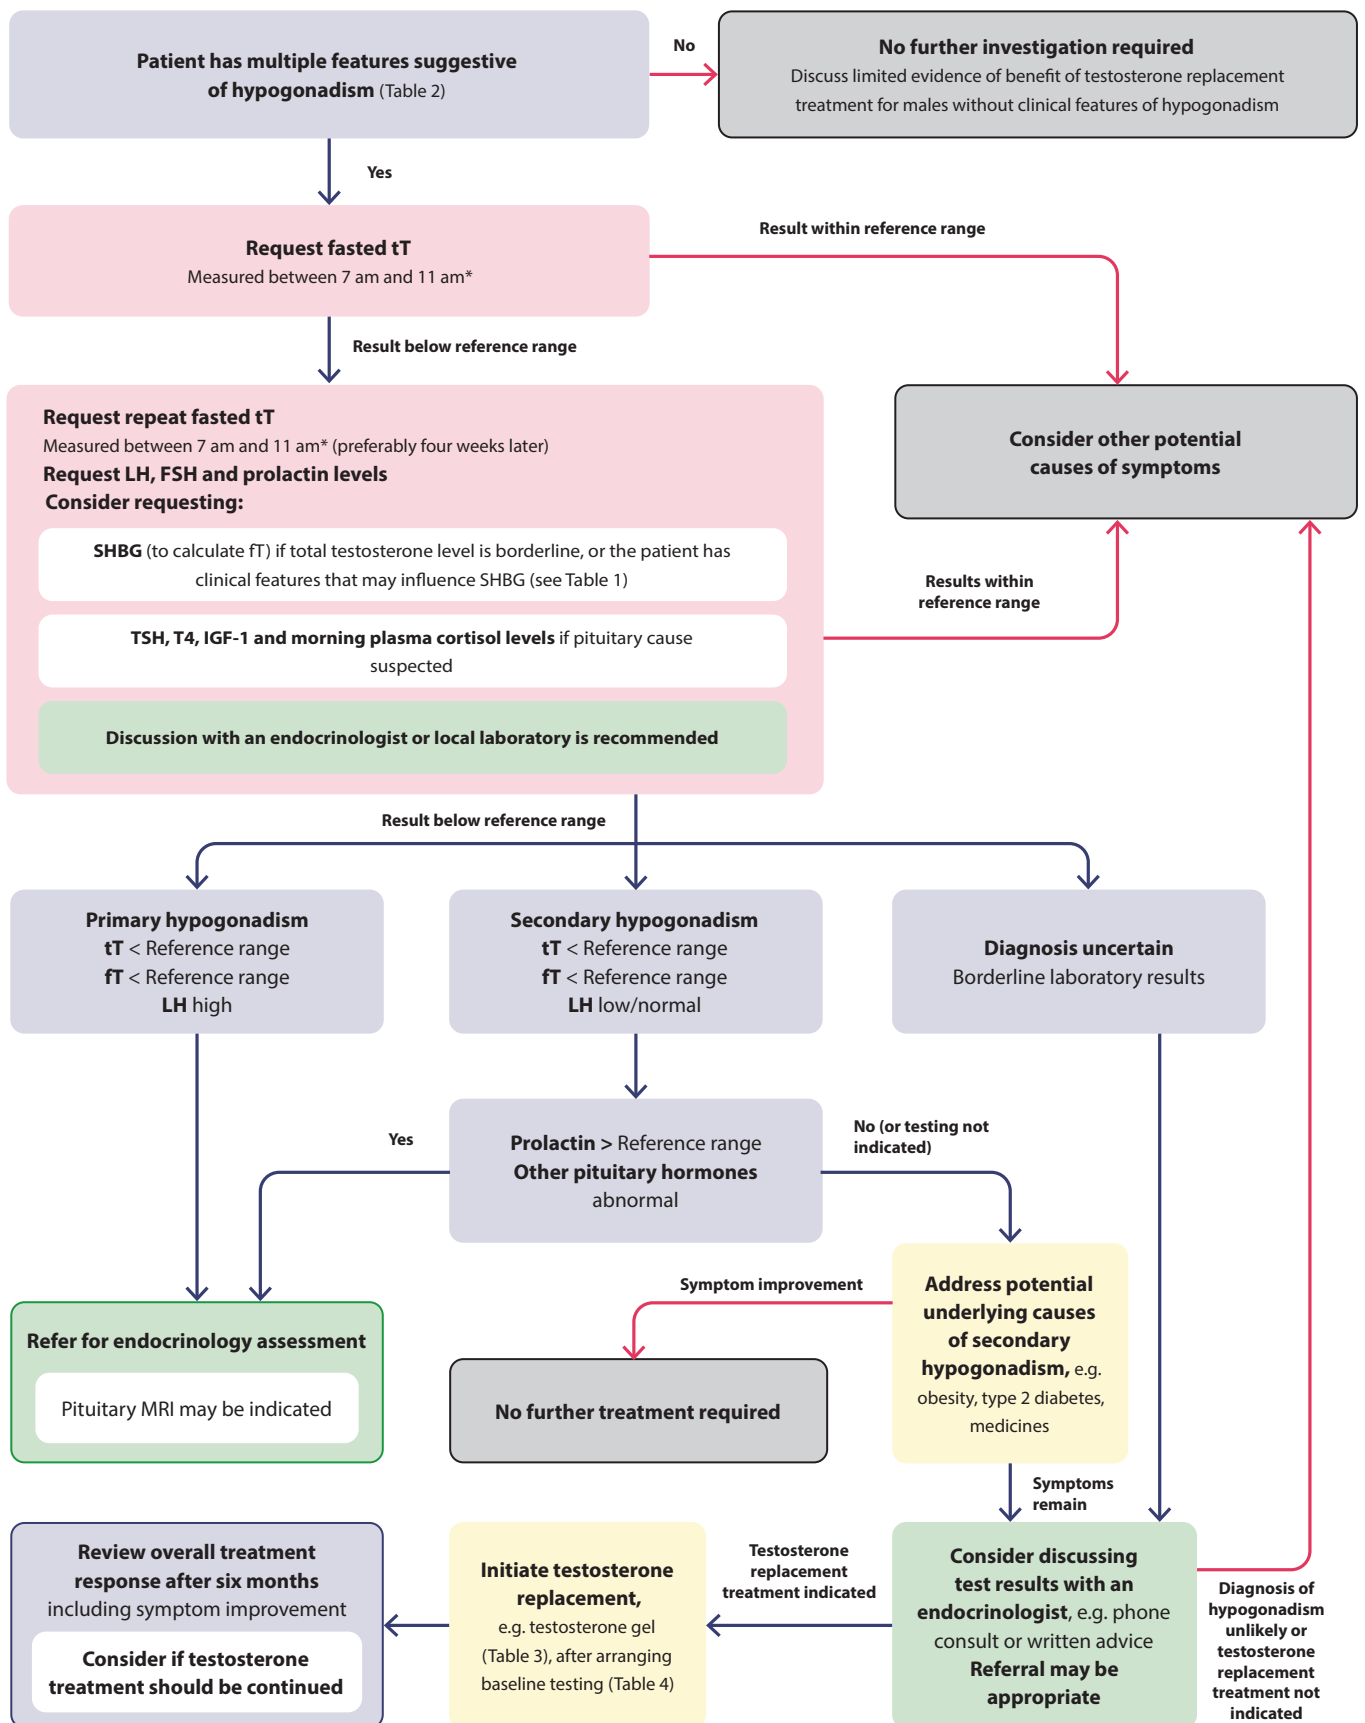 Patient has multiple features suggestive
of hypogonadism (Table 2)
No
No further investigation required
Discuss limited evidence of benefit of testosterone replacement
treatment for males without clinical features of hypogonadism
Yes
Request fasted tT
Measured between 7 am and 11 am*
Result within reference range
Result below reference range
Request repeat fasted tT
Measured between 7 am and 11 am* (preferably four weeks later)
Request LH, FSH and prolactin levels
Consider requesting:
SHBG (to calculate fT) if total testosterone level is borderline, or the patient has
clinical features that may influence SHBG (see Table 1)
TSH, T4, IGF-1 and morning plasma cortisol levels if pituitary cause
suspected
Discussion with an endocrinologist or local laboratory is recommended
Consider other potential
causes of symptoms
Results within
reference range
Result below reference range
Primary hypogonadism
tT < Reference range
fT < Reference range
LH high
Secondary hypogonadism
tT < Reference range
fT < Reference range
LH low/normal
Diagnosis uncertain
Borderline laboratory results
Yes
Prolactin > Reference range
Other pituitary hormones
abnormal
No (or testing not
indicated)
Refer for endocrinology assessment
Pituitary MRI may be indicated
Symptom improvement
No further treatment required
Address potential
underlying causes
of secondary
hypogonadism, e.g.
obesity, type 2 diabetes,
medicines
Symptoms
remain
Review overall treatment
response after six months
including symptom improvement
Consider if testosterone
treatment should be continued
Initiate testosterone
replacement,
e.g. testosterone gel
(Table 3), after arranging
baseline testing (Table 4)
Testosterone
replacement
treatment indicated
Consider discussing
test results with an
endocrinologist, e.g. phone
consult or written advice
Referral may be
appropriate
Diagnosis of
hypogonadism
unlikely or
testosterone
replacement
treatment not
indicated